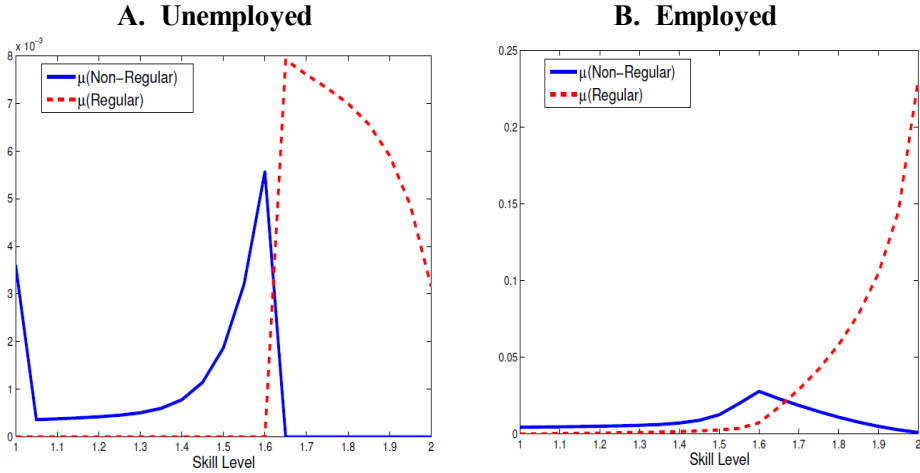 A. Unemployed
x 10⁻³
μ(Non-Regular)
μ(Regular)
8
7
6
5
4
3
2
1
0
1 1.1 1.2 1.3 1.4 1.5 1.6 1.7 1.8 1.9 2
Skill Level
B. Employed
μ(Non-Regular)
μ(Regular)
0.25
0.2
0.15
0.1
0.05
0
1 1.1 1.2 1.3 1.4 1.5 1.6 1.7 1.8 1.9 2
Skill Level